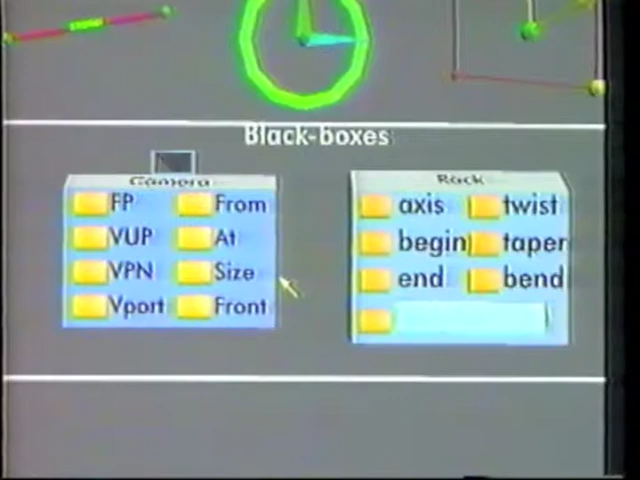 Black-boxes
Camera
FP From
VUP At
VPN Size
Vport Front
Rack
axis twist
begin taper
end bend